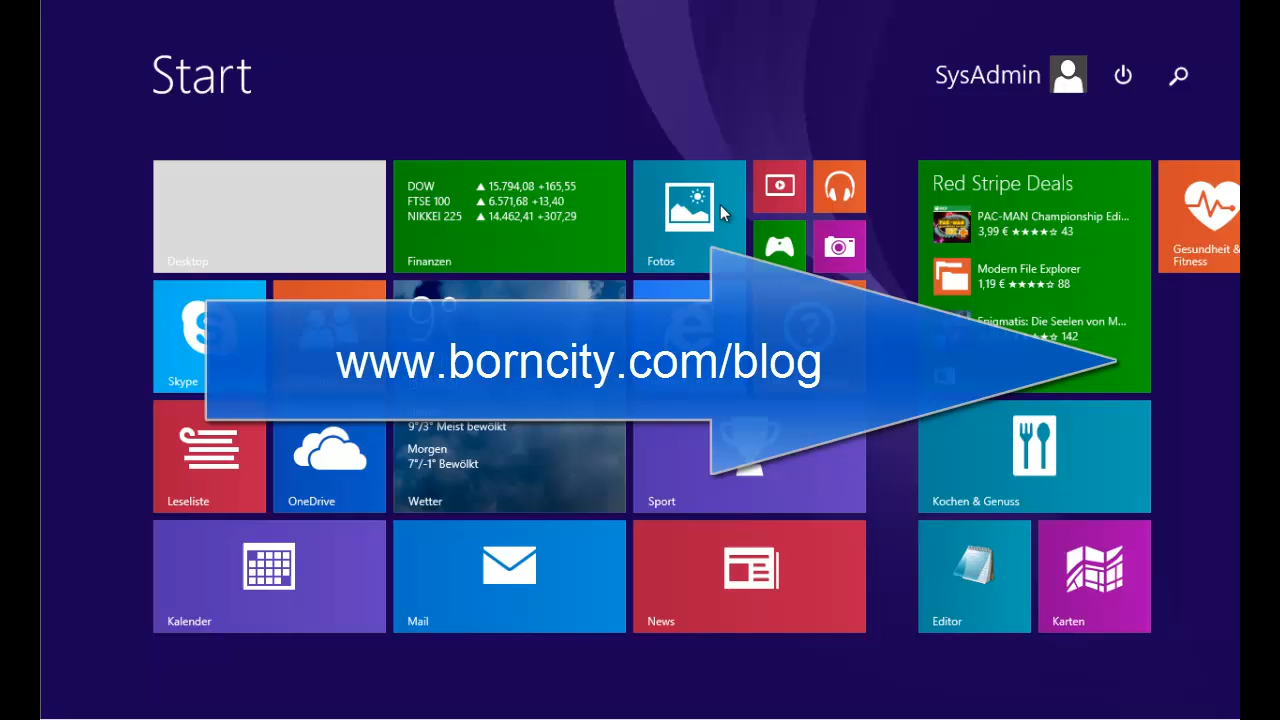 Start
SysAdmin
Desktop
DOW ▲ 15.794,08 +165,55
FTSE 100 ▲ 6.571,68 +13,40
NIKKEI 225 ▲ 14.462,41 +307,29
Finanzen
Fotos
Red Stripe Deals
PAC-MAN Championship Edi...
3,99 € ★★★★☆ 43
Modern File Explorer
1,19 € ★★★★☆ 88
Enigmatis: Die Seelen von M...
★★★★☆ 142
Gesundheit &
Fitness
Skype
9°
www.borncity.com/blog
9°/3° Meist bewölkt
Morgen
7°/-1° Bewölkt
Leseliste
OneDrive
Wetter
Sport
Kochen & Genuss
Kalender
Mail
News
Editor
Karten